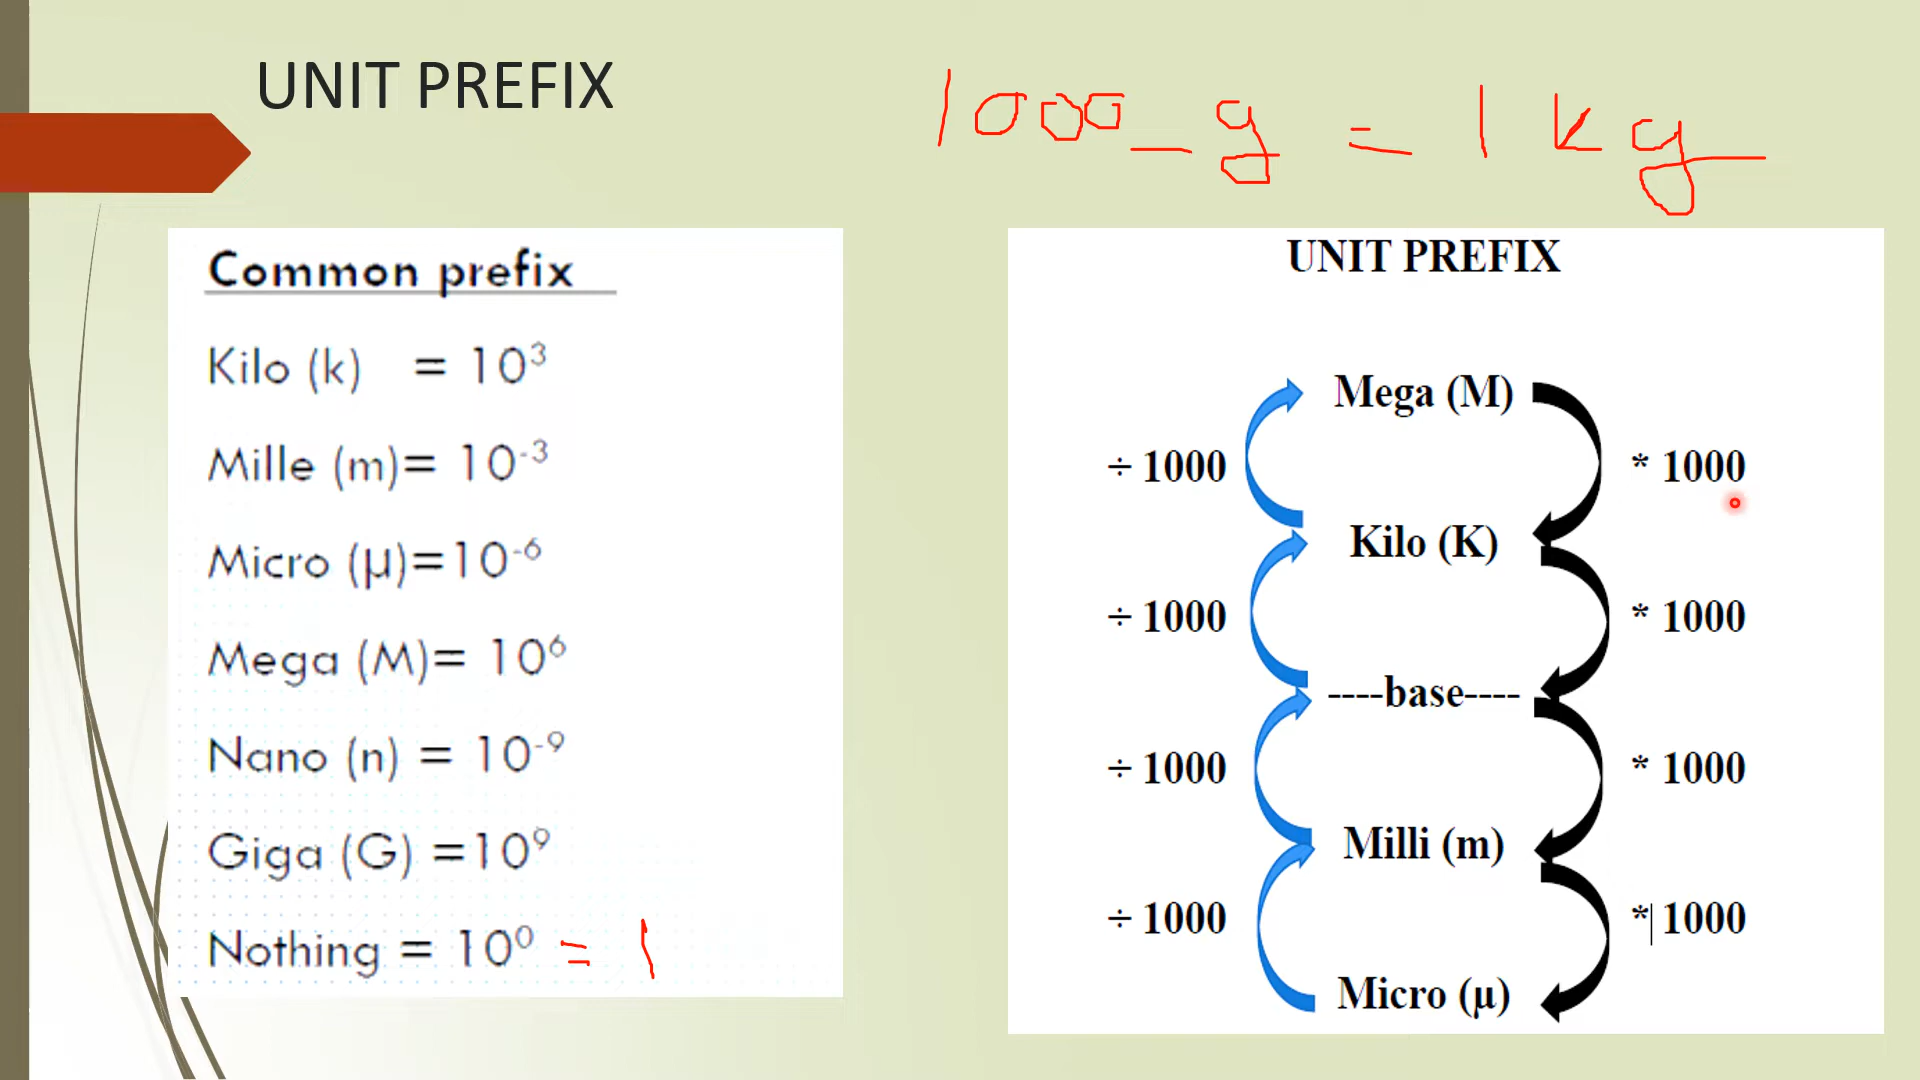 UNIT PREFIX
1000 g = 1 kg
Common prefix
Kilo (k) = 10³
Mille (m)= 10⁻³
Micro (µ)=10⁻⁶
Mega (M)= 10⁶
Nano (n) = 10⁻⁹
Giga (G) =10⁹
Nothing = 10⁰ = 1
UNIT PREFIX
Mega (M)
÷ 1000 * 1000
Kilo (K)
÷ 1000 * 1000
----base----
÷ 1000 * 1000
Milli (m)
÷ 1000 * 1000
Micro (µ)